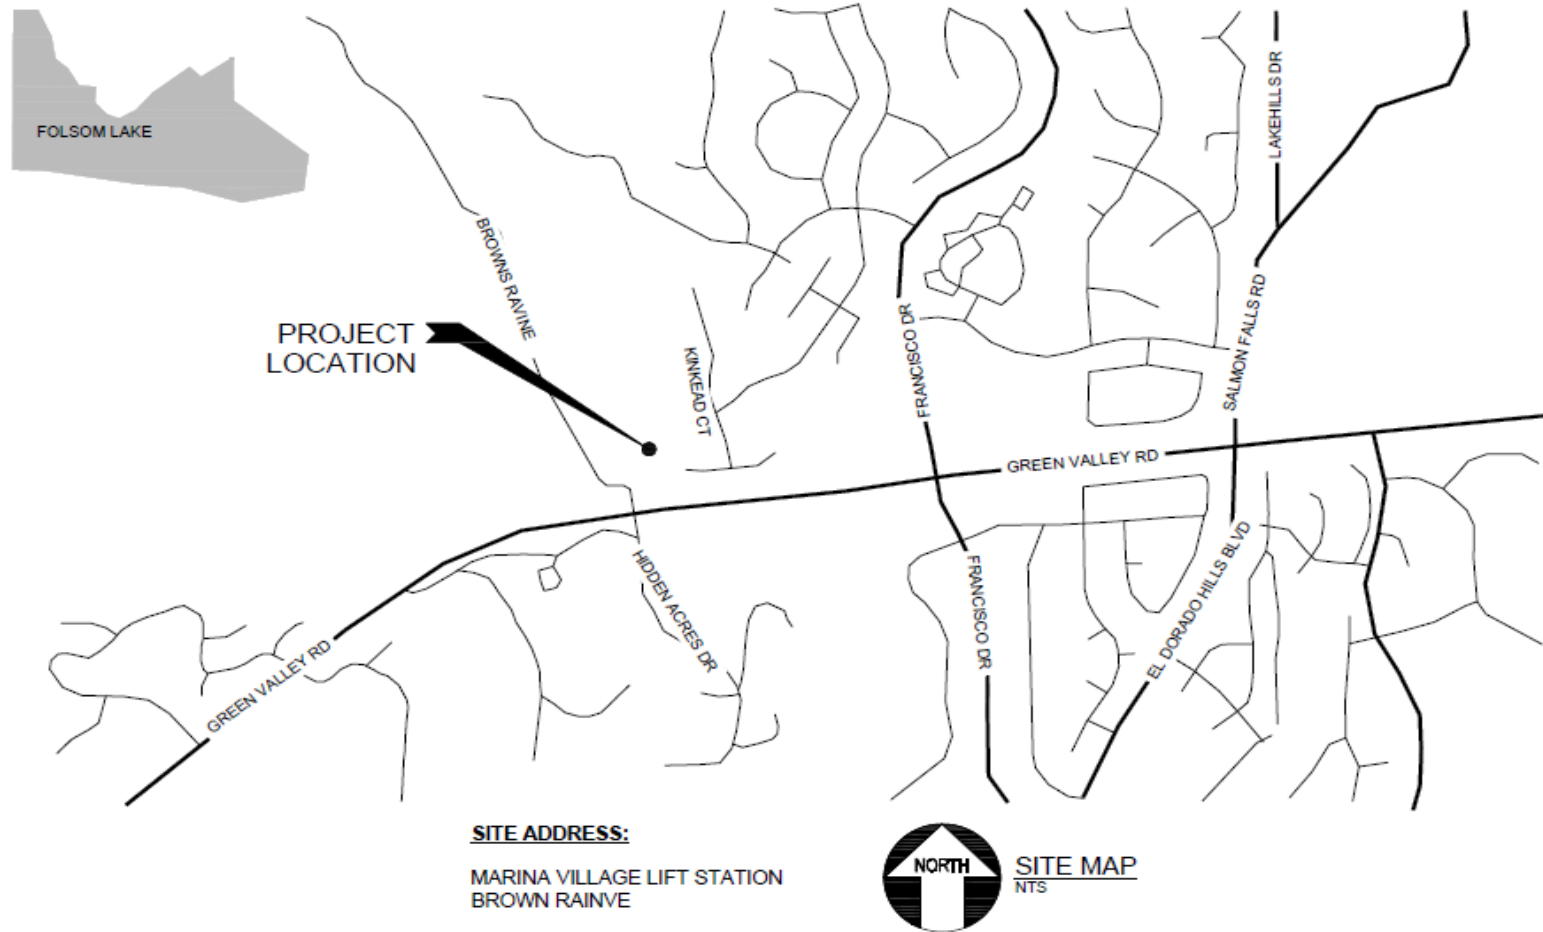 FOLSOM LAKE
LAKEHILLS DR
BROWNS RAVINE
PROJECT
LOCATION
KINKEAD CT
FRANCISCO DR
SALMON FALLS RD
GREEN VALLEY RD
HIDDEN ACRES DR
FRANCISCO DR
EL DORADO HILLS BLVD
GREEN VALLEY RD
SITE ADDRESS:
MARINA VILLAGE LIFT STATION
BROWN RAINVE
NORTH
SITE MAP
NTS